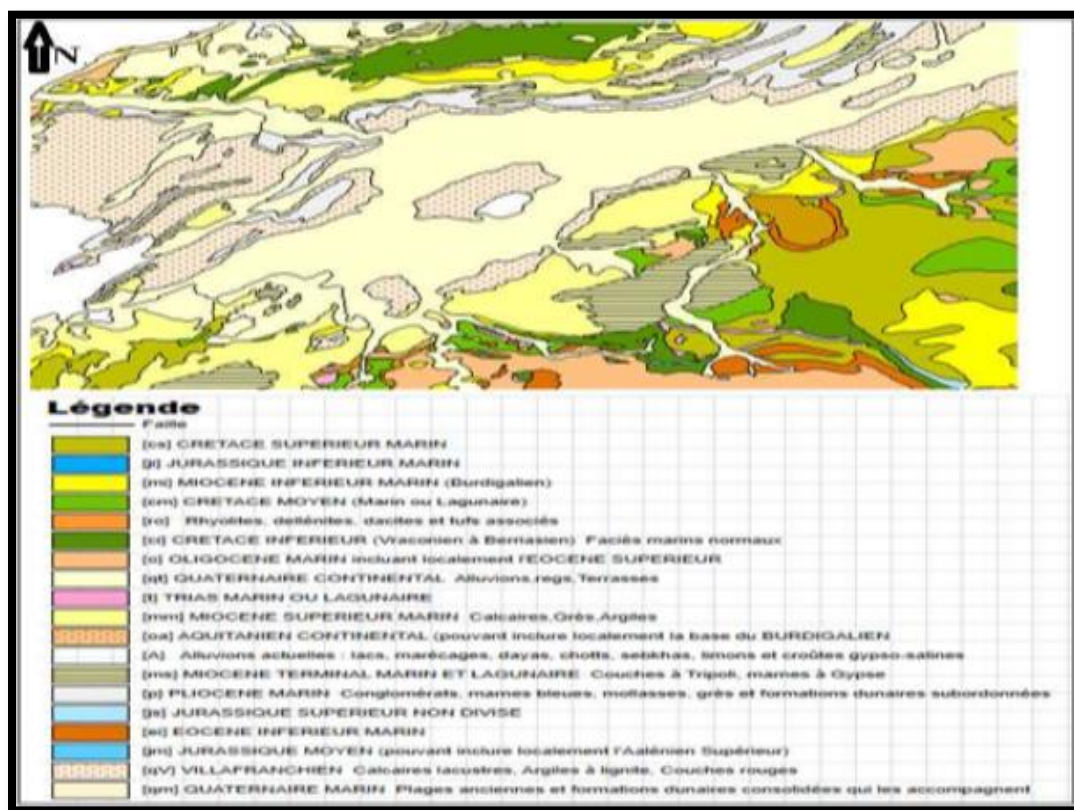 N
Légende
Faille
[cs] CRETACE SUPERIEUR MARIN
[ji] JURASSIQUE INFERIEUR MARIN
[mi] MIOCENE INFERIEUR MARIN (Burdigalien)
[cm] CRETACE MOYEN (Marin ou Lagunaire)
[ro] Rhyolites, dellénites, dacites et tufs associés
[ci] CRETACE INFERIEUR (Vraconien à Berriasien) Faciès marins normaux
[o] OLIGOCENE MARIN incluant localement l'EOCENE SUPERIEUR
[qt] QUATERNAIRE CONTINENTAL Alluvions,regs,Terrasses
[t] TRIAS MARIN OU LAGUNAIRE
[mm] MIOCENE SUPERIEUR MARIN Calcaires,Grès,Argiles
[oa] AQUITANIEN CONTINENTAL (pouvant inclure localement la base du BURDIGALIEN
[A] Alluvions actuelles : lacs, marécages, dayas, chotts, sebkhas, limons et croûtes gypso-salines
[ms] MIOCENE TERMINAL MARIN ET LAGUNAIRE Couches à Tripoli, marnes à Gypse
[p] PLIOCENE MARIN Conglomérats, marnes bleues, mollasses, grès et formations dunaires subordonnées
[js] JURASSIQUE SUPERIEUR NON DIVISE
[ei] EOCENE INFERIEUR MARIN
[jm] JURASSIQUE MOYEN (pouvant inclure localement l'Aalénien Supérieur)
[qV] VILLAFRANCHIEN Calcaires lacustres, Argiles à lignite, Couches rouges
[qm] QUATERNAIRE MARIN Plages anciennes et formations dunaires consolidées qui les accompagnent